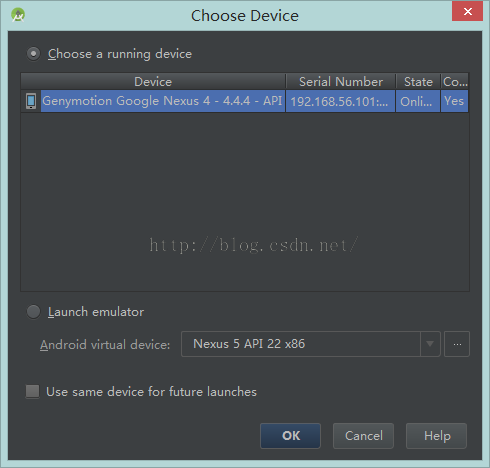 Choose Device
Choose a running device
Device Serial Number State Co...
Genymotion Google Nexus 4 - 4.4.4 - API 192.168.56.101:... Onli... Yes
http://blog.csdn.net/
Launch emulator
Android virtual device: Nexus 5 API 22 x86 ...
Use same device for future launches
OK Cancel Help